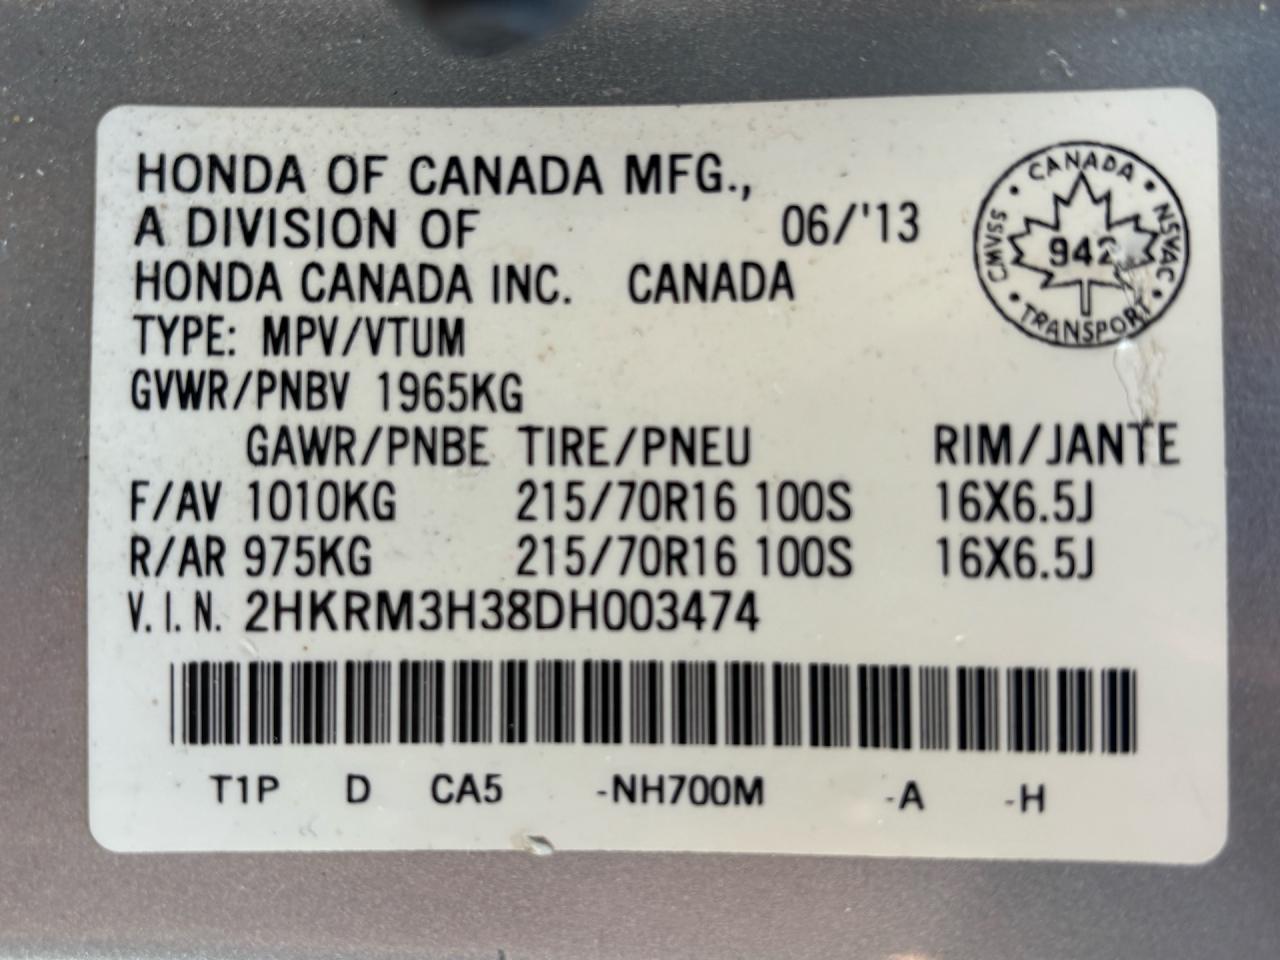 HONDA OF CANADA MFG.,
A DIVISION OF 06/'13
HONDA CANADA INC. CANADA
TYPE: MPV/VTUM
GVWR/PNBV 1965KG
GAWR/PNBE TIRE/PNEU RIM/JANTE
F/AV 1010KG 215/70R16 100S 16X6.5J
R/AR 975KG 215/70R16 100S 16X6.5J
V.I.N. 2HKRM3H38DH003474
T1P D CA5 -NH700M -A -H
CANADA
NSVAC
TRANSPORT
CMVSS
942